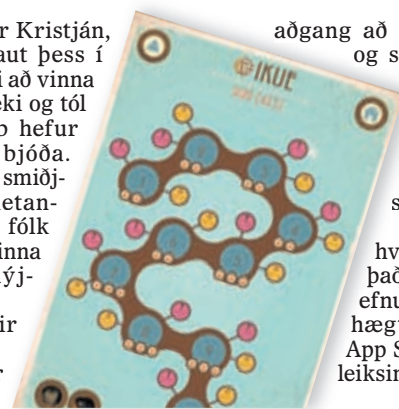 r Kristján,
aut þess í
i að vinna
eki og tól
hefur
bjóða.
smiðj-
etan-
fólk
inna
ýj-
ir
r
IKUE
aðgang að
og s
s
hv
það
efnu
hægt
App S
leiksin